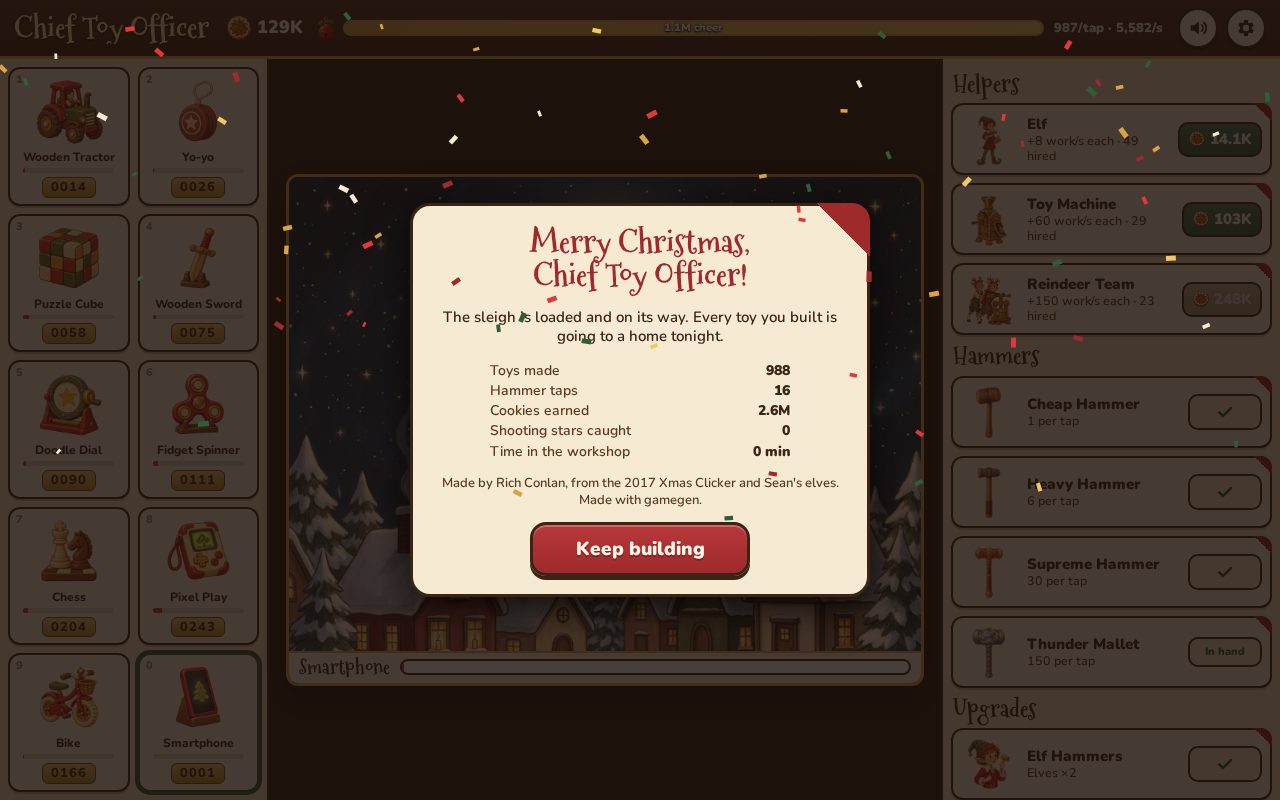 Chief Toy Officer
129K
1.1M cheer
987/tap · 5,582/s
1
Wooden Tractor
0014
2
Yo-yo
0026
3
Puzzle Cube
0058
4
Wooden Sword
0075
5
Doodle Dial
0090
6
Fidget Spinner
0111
7
Chess
0204
8
Pixel Play
0243
9
Bike
0166
0
Smartphone
0001
Merry Christmas,
Chief Toy Officer!
The sleigh is loaded and on its way. Every toy you built is
going to a home tonight.
Toys made 988
Hammer taps 16
Cookies earned 2.6M
Shooting stars caught 0
Time in the workshop 0 min
Made by Rich Conlan, from the 2017 Xmas Clicker and Sean's elves.
Made with gamegen.
Keep building
Smartphone
Helpers
Elf
+8 work/s each · 49
hired
14.1K
Toy Machine
+60 work/s each · 29
hired
103K
Reindeer Team
+150 work/s each · 23
hired
248K
Hammers
Cheap Hammer
1 per tap
Heavy Hammer
6 per tap
Supreme Hammer
30 per tap
Thunder Mallet
150 per tap
In hand
Upgrades
Elf Hammers
Elves ×2